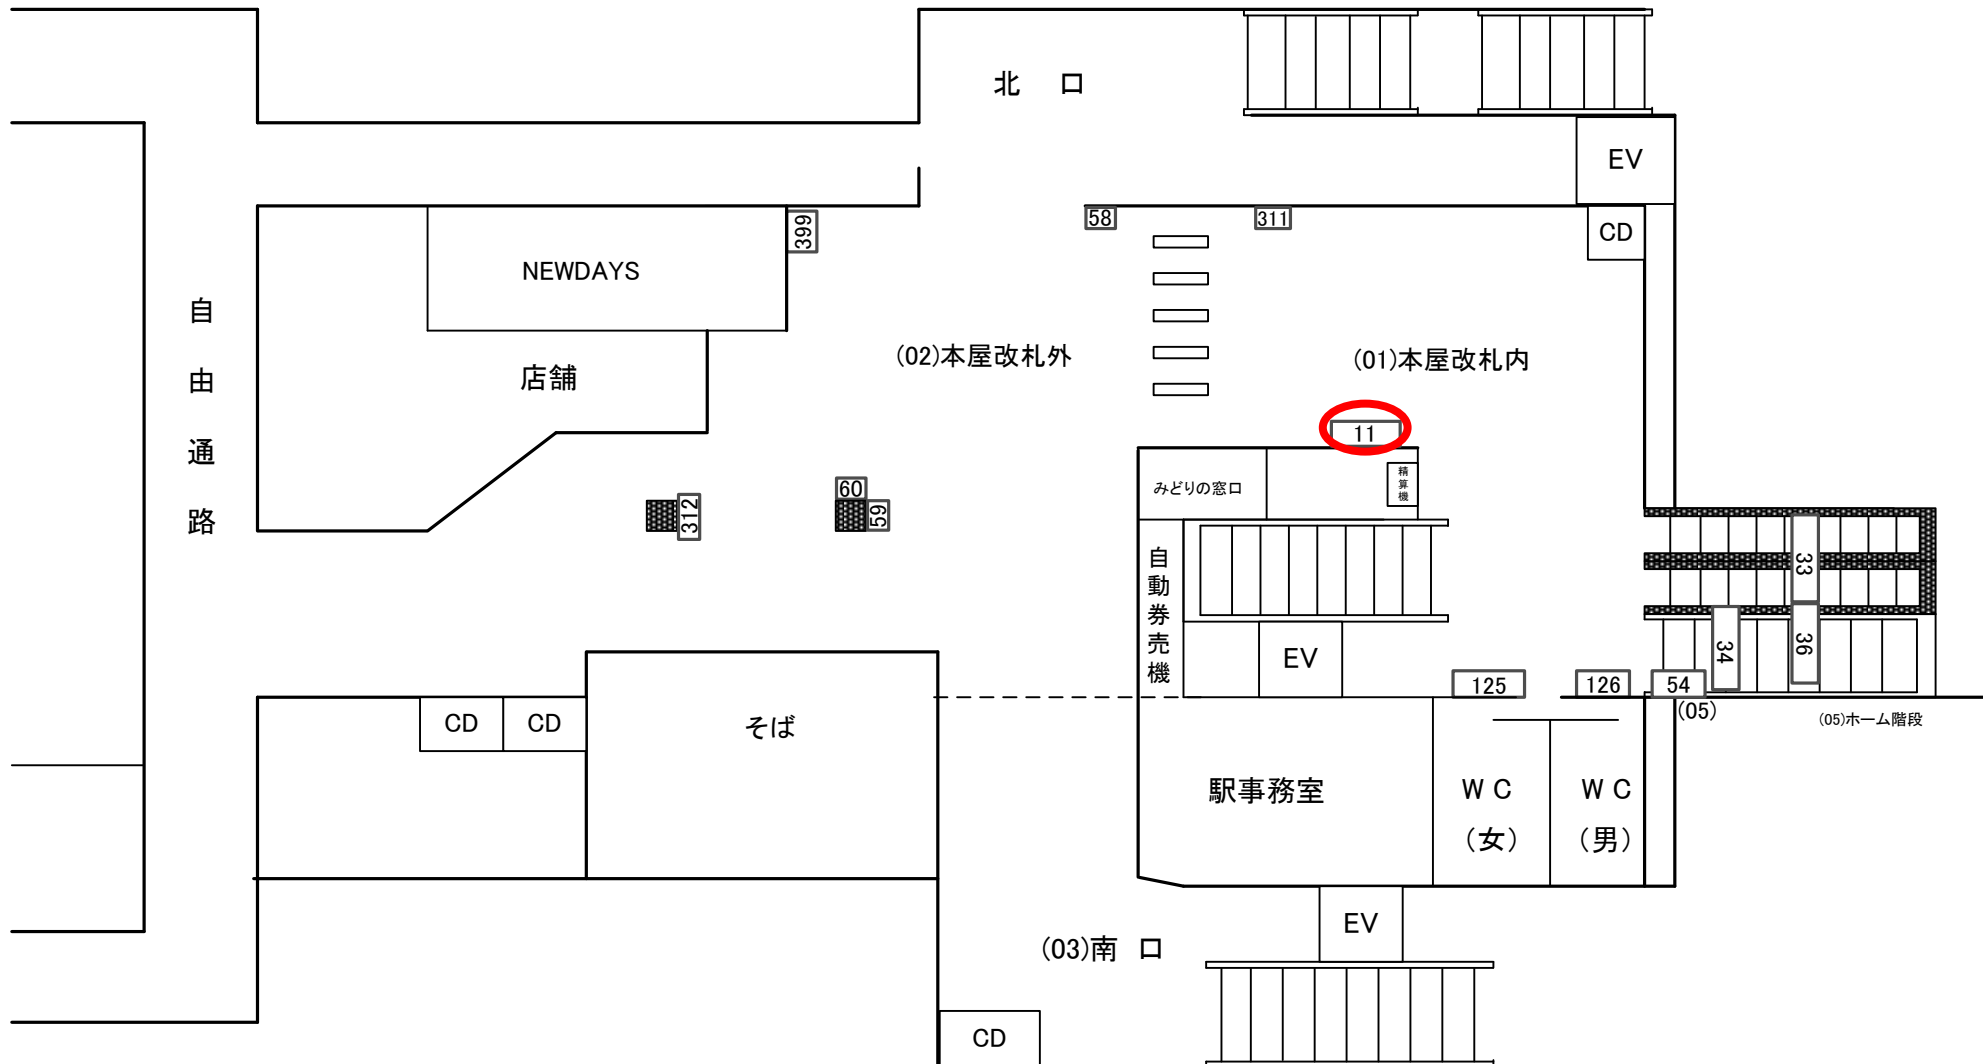 北 口
EV
58
311
399
CD
NEWDAYS
自由通路
(02)本屋改札外
(01)本屋改札内
店舗
11
みどりの窓口
精算機
60
59
312
自動券売機
33
34
36
EV
125
126
54
(05)
(05)ホーム階段
CD
CD
そば
駅事務室
WC
(女)
WC
(男)
EV
(03)南 口
CD